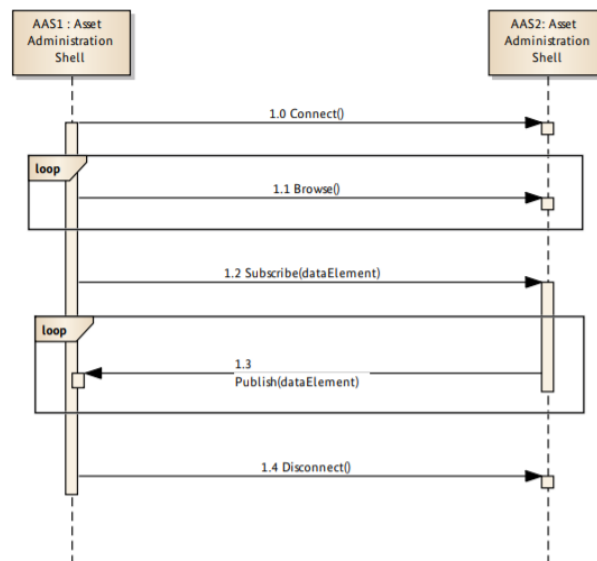 AAS1 : Asset
Administration
Shell
AAS2: Asset
Administration
Shell
1.0 Connect()
loop
1.1 Browse()
1.2 Subscribe(dataElement)
loop
1.3
Publish(dataElement)
1.4 Disconnect()